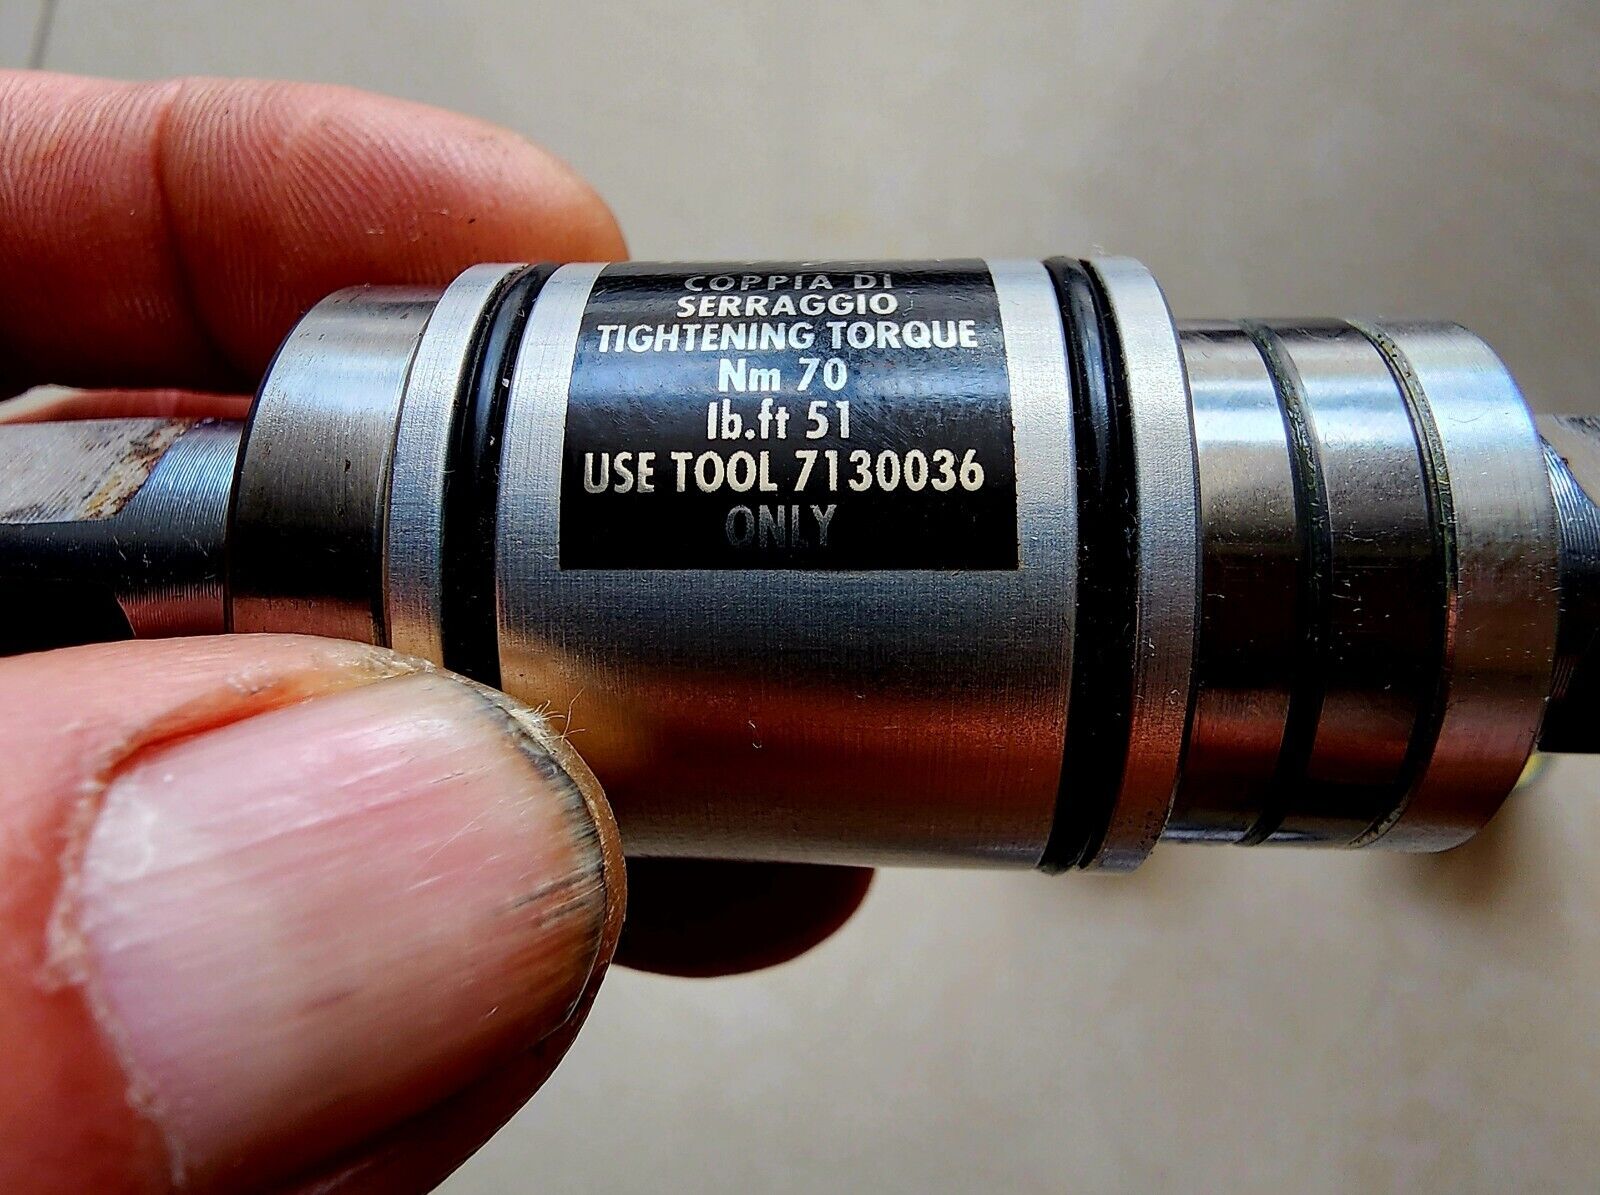 COPPIA DI
SERRAGGIO
TIGHTENING TORQUE
Nm 70
lb.ft 51
USE TOOL 7130036
ONLY